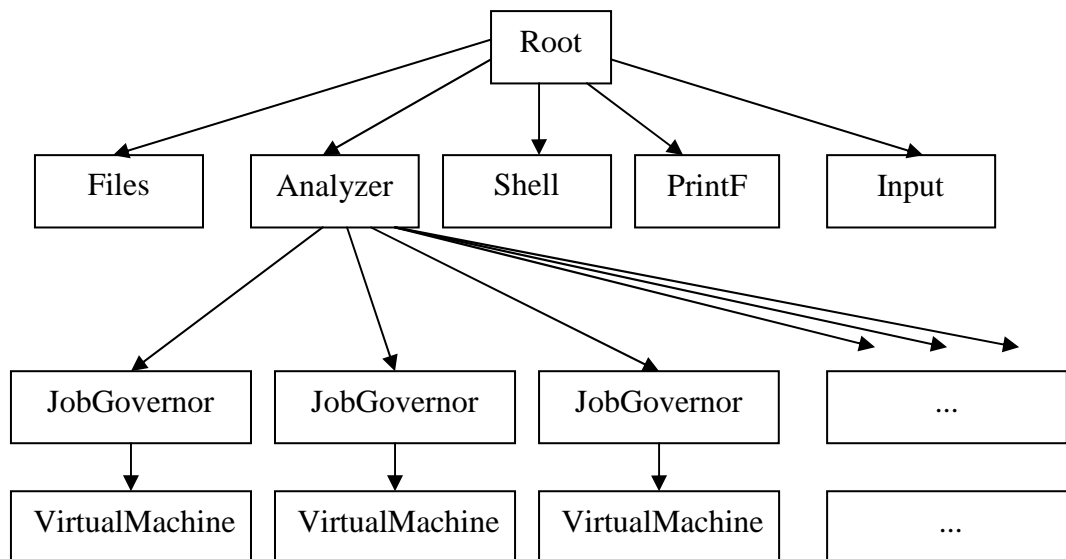 Root
Files
Analyzer
Shell
PrintF
Input
JobGovernor
JobGovernor
JobGovernor
...
VirtualMachine
VirtualMachine
VirtualMachine
...